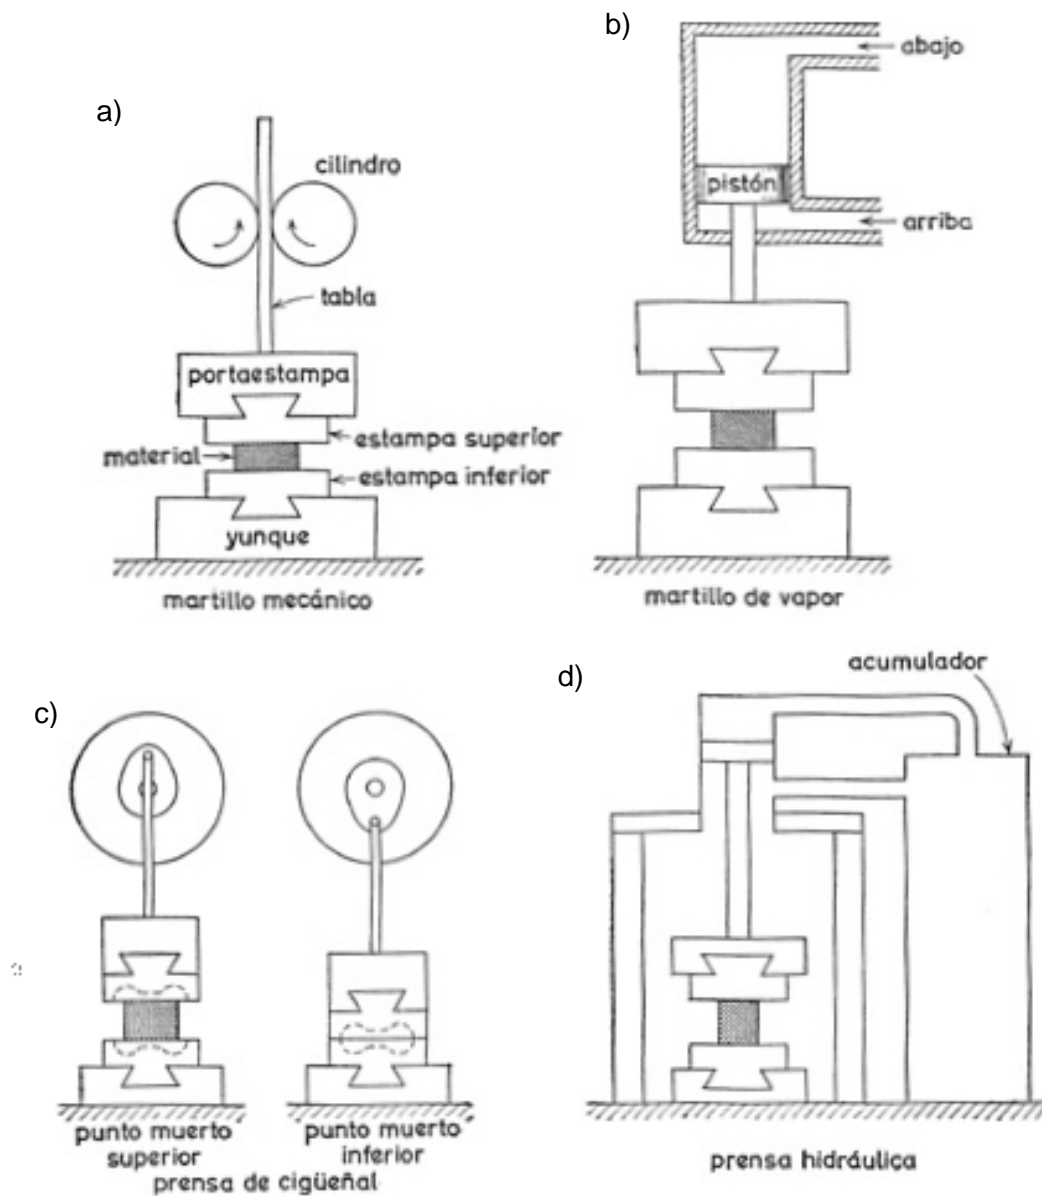 a)
cilindro
tabla
portaestampa
estampa superior
material
estampa inferior
yunque
martillo mecánico
b)
abajo
pistón
arriba
martillo de vapor
c)
punto muerto
superior
punto muerto
inferior
prensa de cigüeñal
d)
acumulador
prensa hidráulica